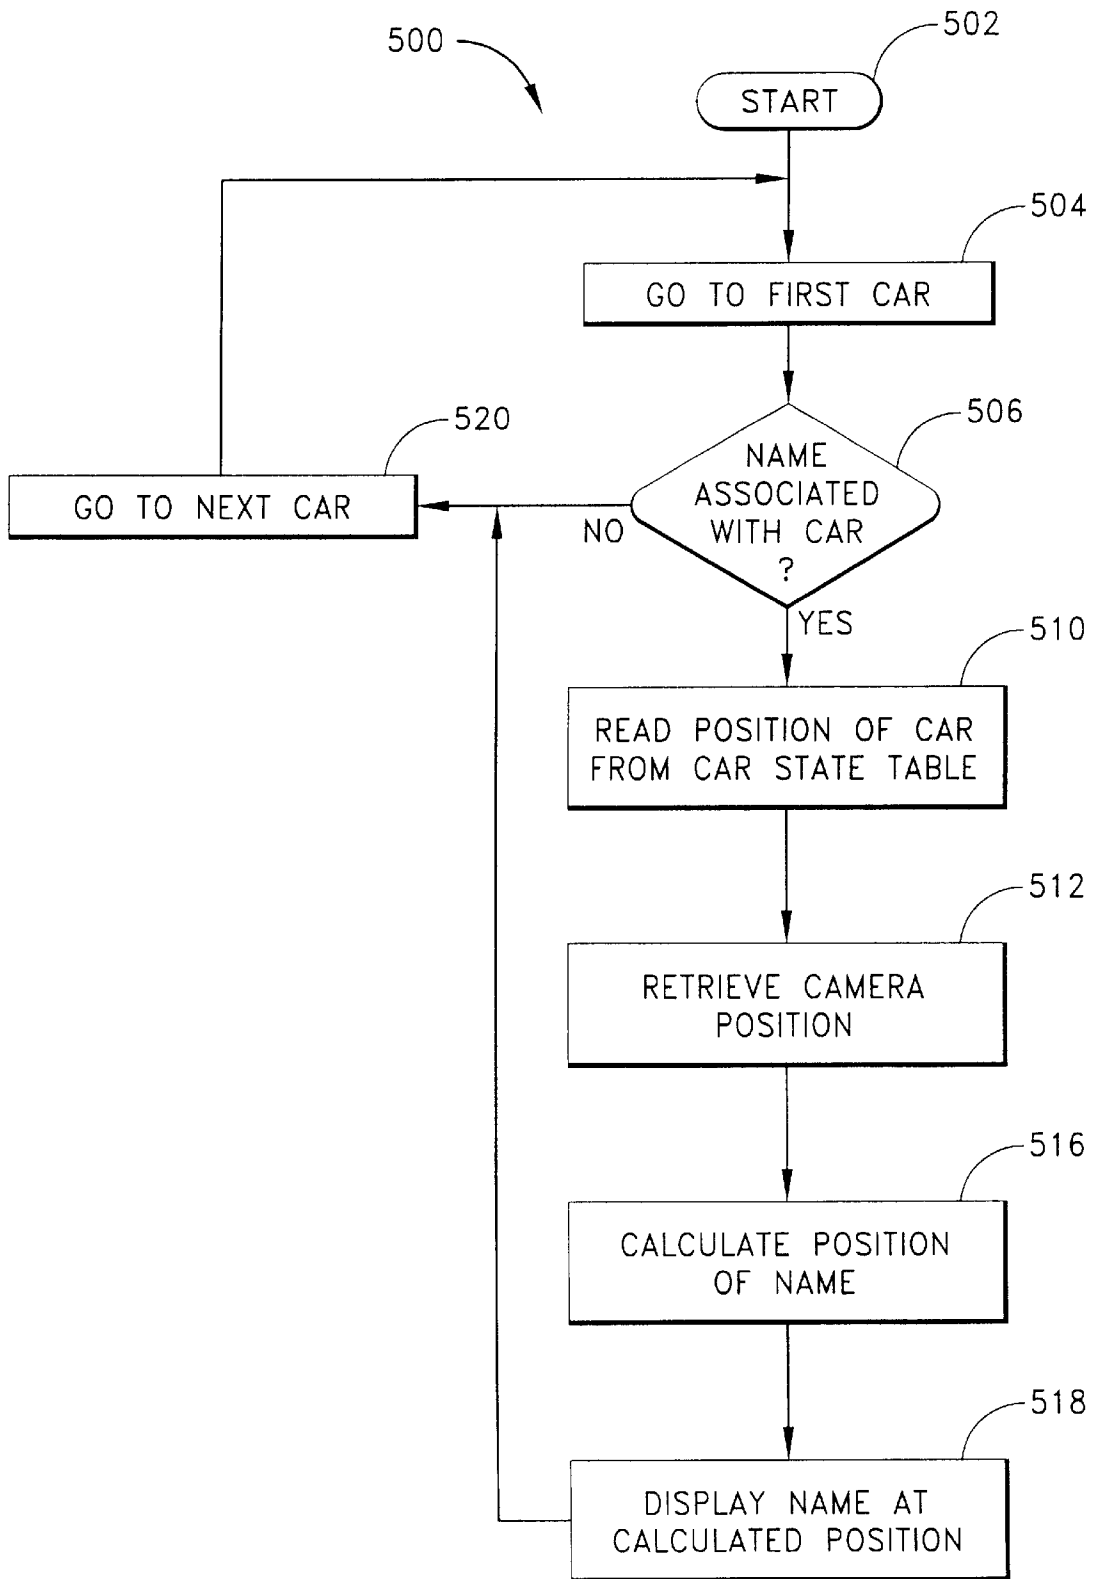 500
502
START
504
GO TO FIRST CAR
506
NAME
ASSOCIATED
WITH CAR
?
520
GO TO NEXT CAR
NO
YES
510
READ POSITION OF CAR
FROM CAR STATE TABLE
512
RETRIEVE CAMERA
POSITION
516
CALCULATE POSITION
OF NAME
518
DISPLAY NAME AT
CALCULATED POSITION